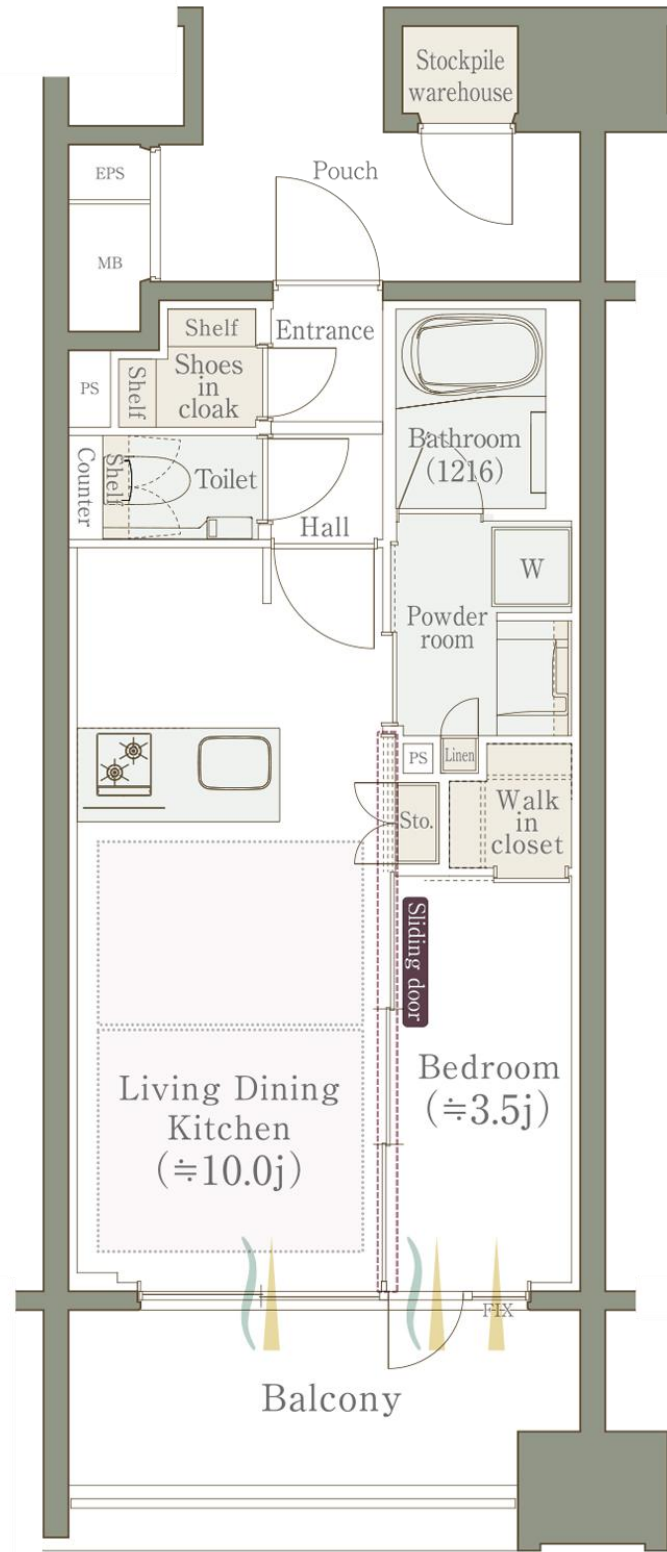 Stockpile
warehouse
Pouch
EPS
MB
Entrance
Shelf
Shoes
in
cloak
Shelf
PS
Bathroom
(1216)
Toilet
Shelf
Counter
Hall
W
Powder
room
PS
Linen
Sto.
Walk
in
closet
Sliding door
Bedroom
(≒3.5j)
Living Dining
Kitchen
(≒10.0j)
FIX
Balcony